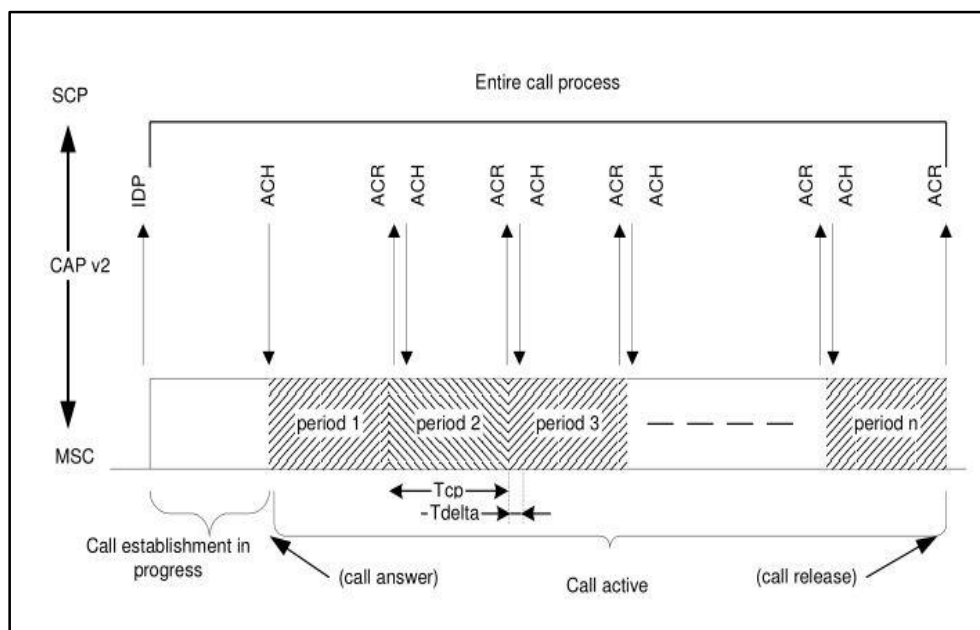 Entire call process
SCP
IDP
ACH
ACR
ACH
ACR
ACH
ACR
ACH
ACR
ACH
ACR
CAP v2
period 1
period 2
period 3
period n
MSC
Tcp
Tdelta
Call establishment in
progress
(call answer)
Call active
(call release)